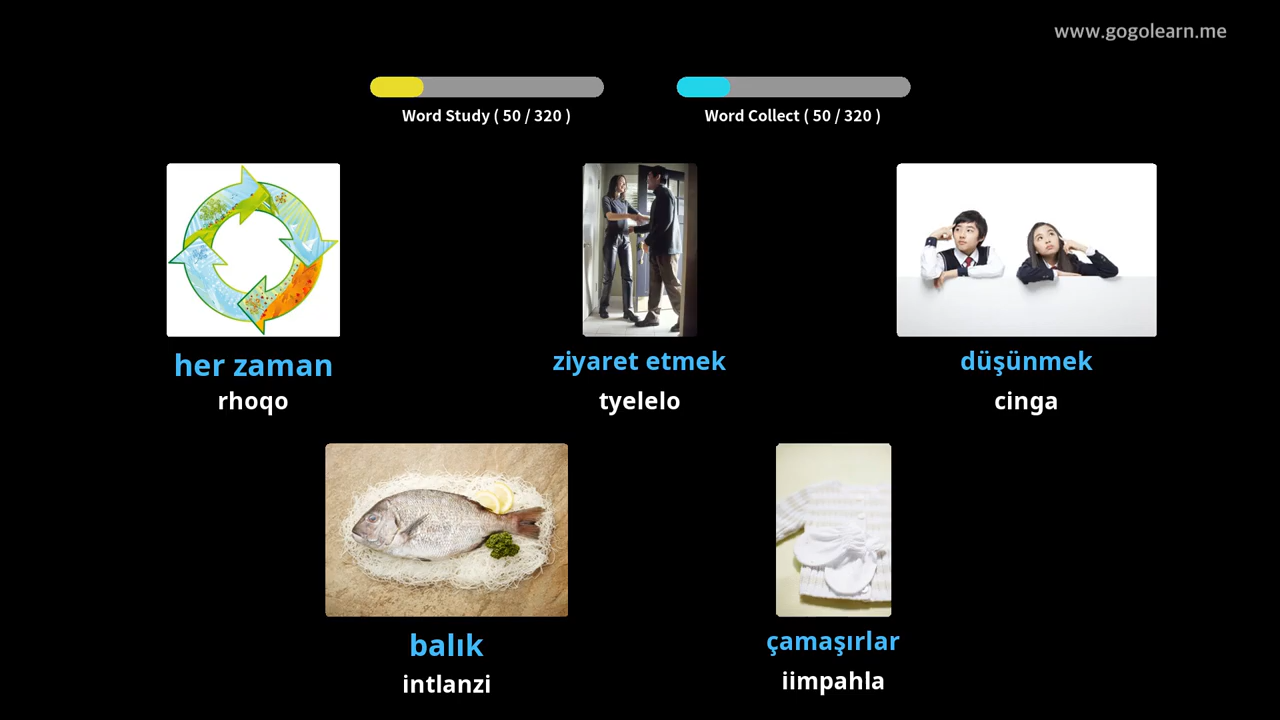 www.gogolearn.me
Word Study ( 50 / 320 )
Word Collect ( 50 / 320 )
her zaman
rhoqo
ziyaret etmek
tyelelo
düşünmek
cinga
balık
intlanzi
çamaşırlar
iimpahla